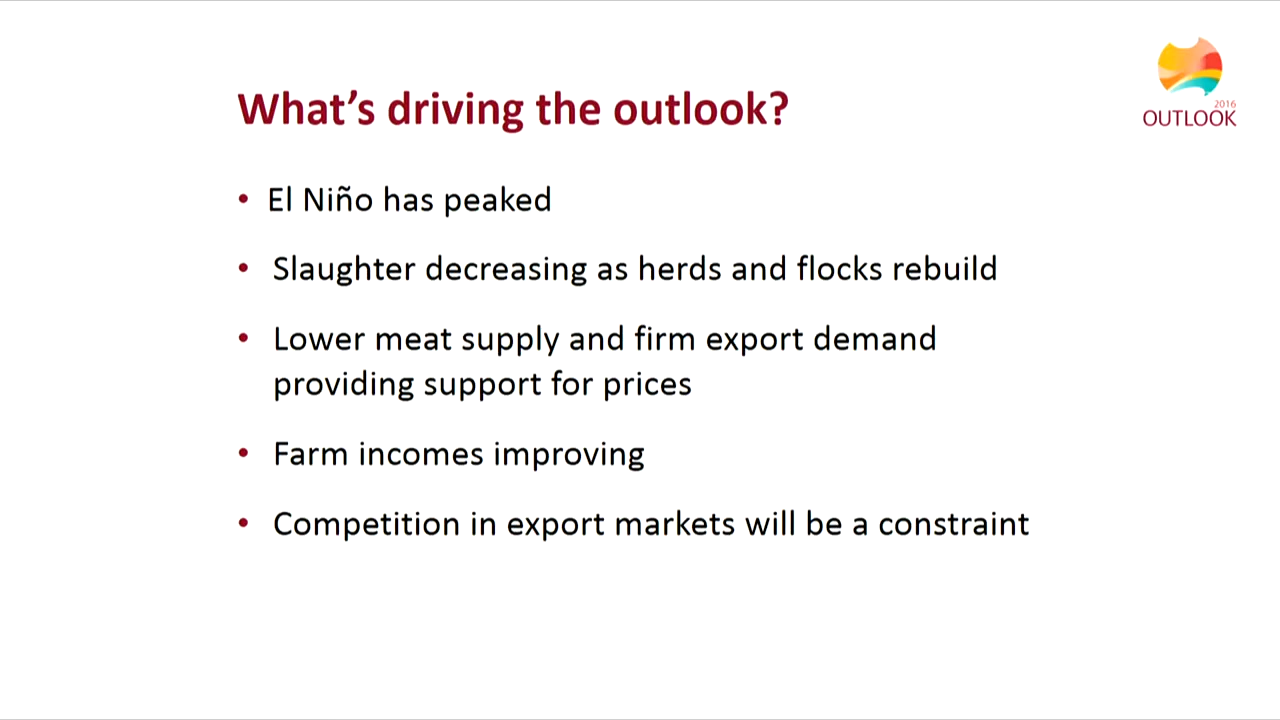 What’s driving the outlook?
2016
OUTLOOK
• El Niño has peaked
• Slaughter decreasing as herds and flocks rebuild
• Lower meat supply and firm export demand
providing support for prices
• Farm incomes improving
• Competition in export markets will be a constraint